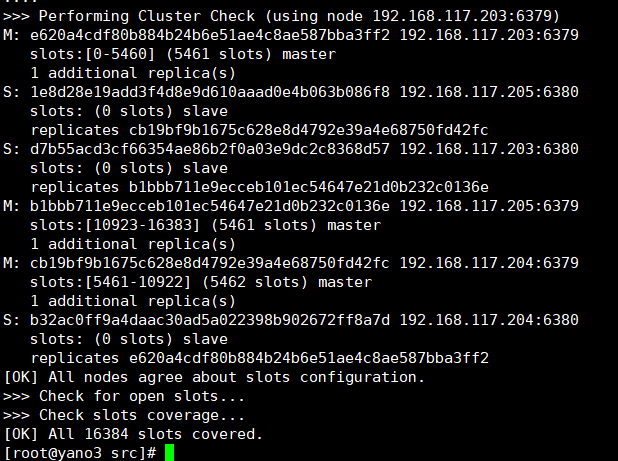 ....
>>> Performing Cluster Check (using node 192.168.117.203:6379)
M: e620a4cdf80b884b24b6e51ae4c8ae587bba3ff2 192.168.117.203:6379
   slots:[0-5460] (5461 slots) master
   1 additional replica(s)
S: 1e8d28e19add3f4d8e9d610aaad0e4b063b086f8 192.168.117.205:6380
   slots: (0 slots) slave
   replicates cb19bf9b1675c628e8d4792e39a4e68750fd42fc
S: d7b55acd3cf66354ae86b2f0a03e9dc2c8368d57 192.168.117.203:6380
   slots: (0 slots) slave
   replicates b1bbb711e9ecceb101ec54647e21d0b232c0136e
M: b1bbb711e9ecceb101ec54647e21d0b232c0136e 192.168.117.205:6379
   slots:[10923-16383] (5461 slots) master
   1 additional replica(s)
M: cb19bf9b1675c628e8d4792e39a4e68750fd42fc 192.168.117.204:6379
   slots:[5461-10922] (5462 slots) master
   1 additional replica(s)
S: b32ac0ff9a4daac30ad5a022398b902672ff8a7d 192.168.117.204:6380
   slots: (0 slots) slave
   replicates e620a4cdf80b884b24b6e51ae4c8ae587bba3ff2
[OK] All nodes agree about slots configuration.
>>> Check for open slots...
>>> Check slots coverage...
[OK] All 16384 slots covered.
[root@yano3 src]#